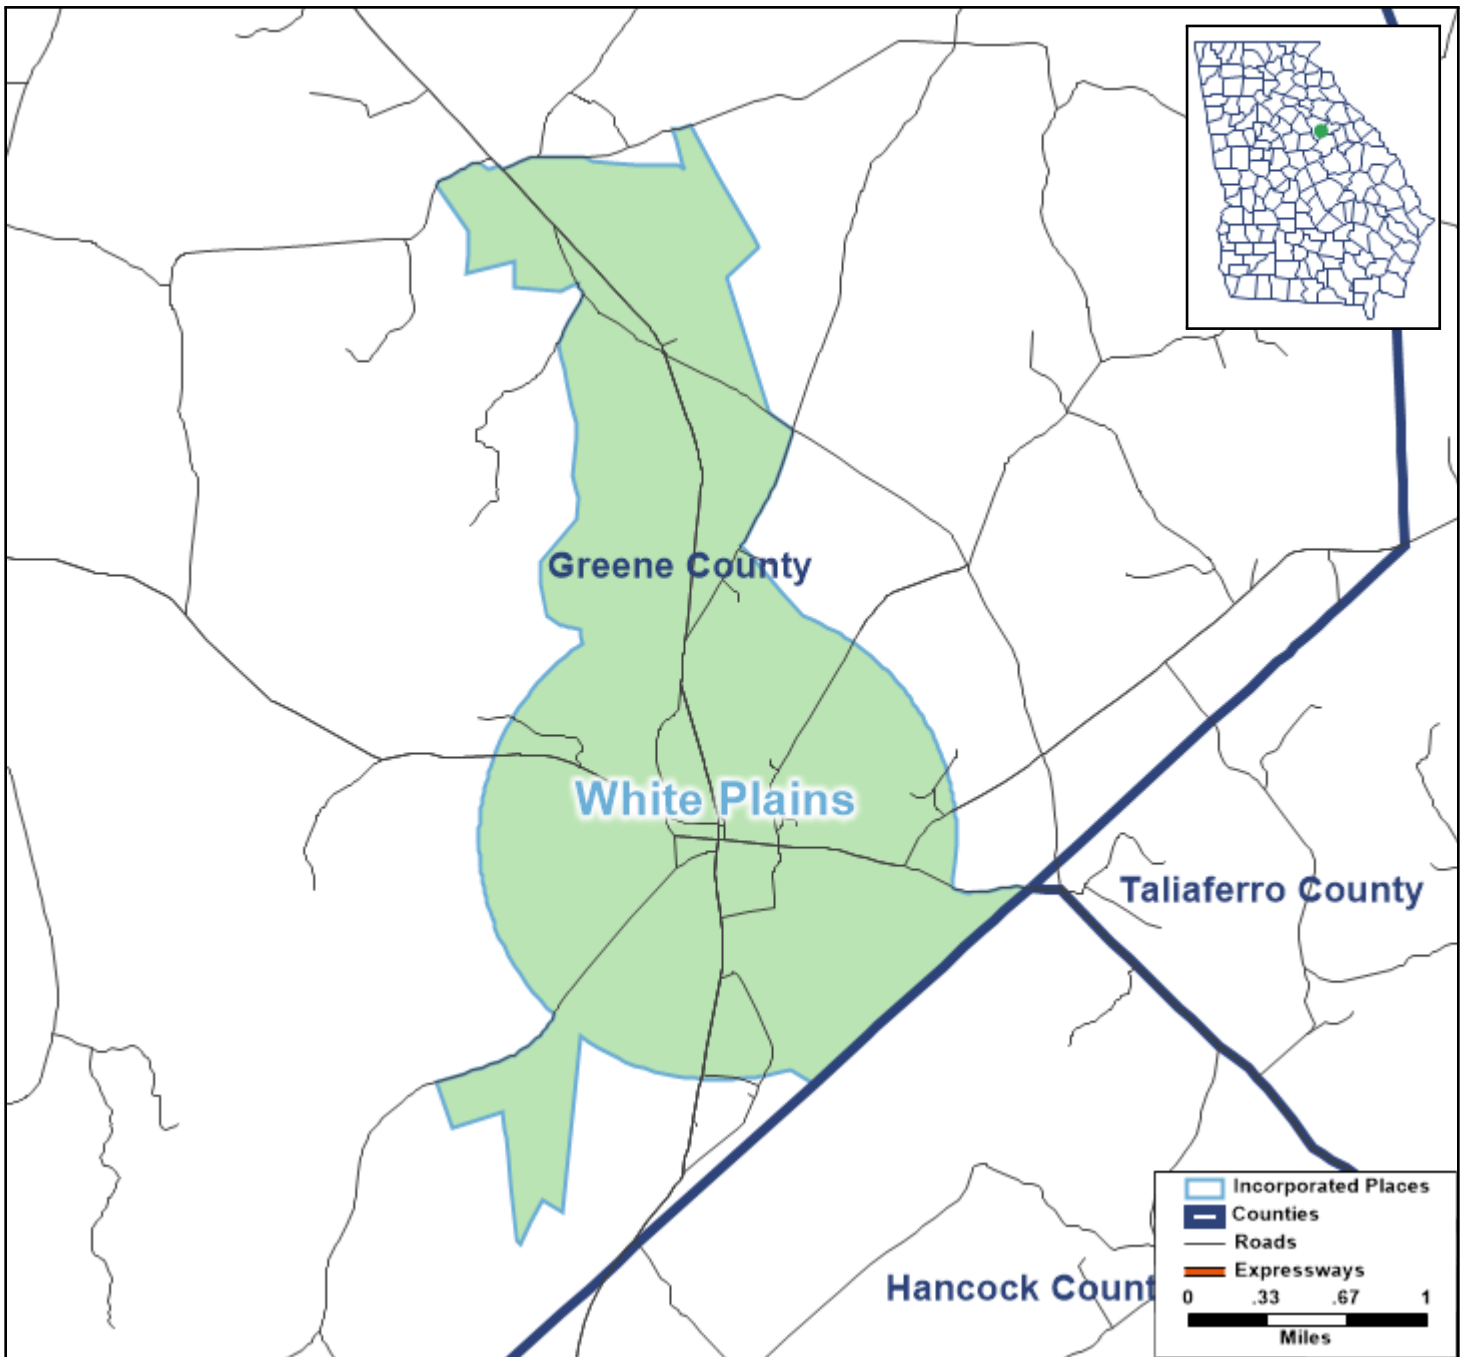 Greene County
White Plains
Taliaferro County
Hancock Count
Incorporated Places
Counties
Roads
Expressways
0 .33 .67 1
Miles